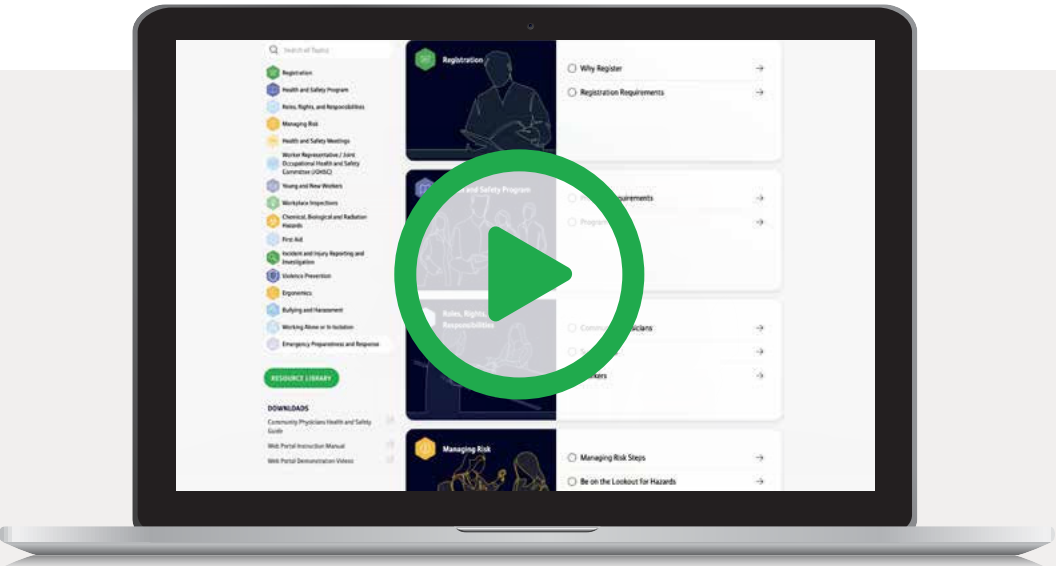 Search all Topics
Registration
Health and Safety Program
Roles, Rights, and Responsibilities
Managing Risk
Health and Safety Meetings
Worker Representative / Joint
Occupational Health and Safety
Committee (JOHSC)
Young and New Workers
Workplace Inspections
Chemical, Biological and Radiation
Hazards
First Aid
Incident and Injury Reporting and
Investigation
Violence Prevention
Ergonomics
Bullying and Harassment
Working Alone or In Isolation
Emergency Preparedness and Response
RESOURCE LIBRARY
DOWNLOADS
Community Physicians Health and Safety
Guide
Web Portal Instruction Manual
Web Portal Demonstration Videos
Registration
Why Register
Registration Requirements
and Safety Program
Roles, Rights,
Responsibilities
Managing Risk
Managing Risk Steps
Be on the Lookout for Hazards